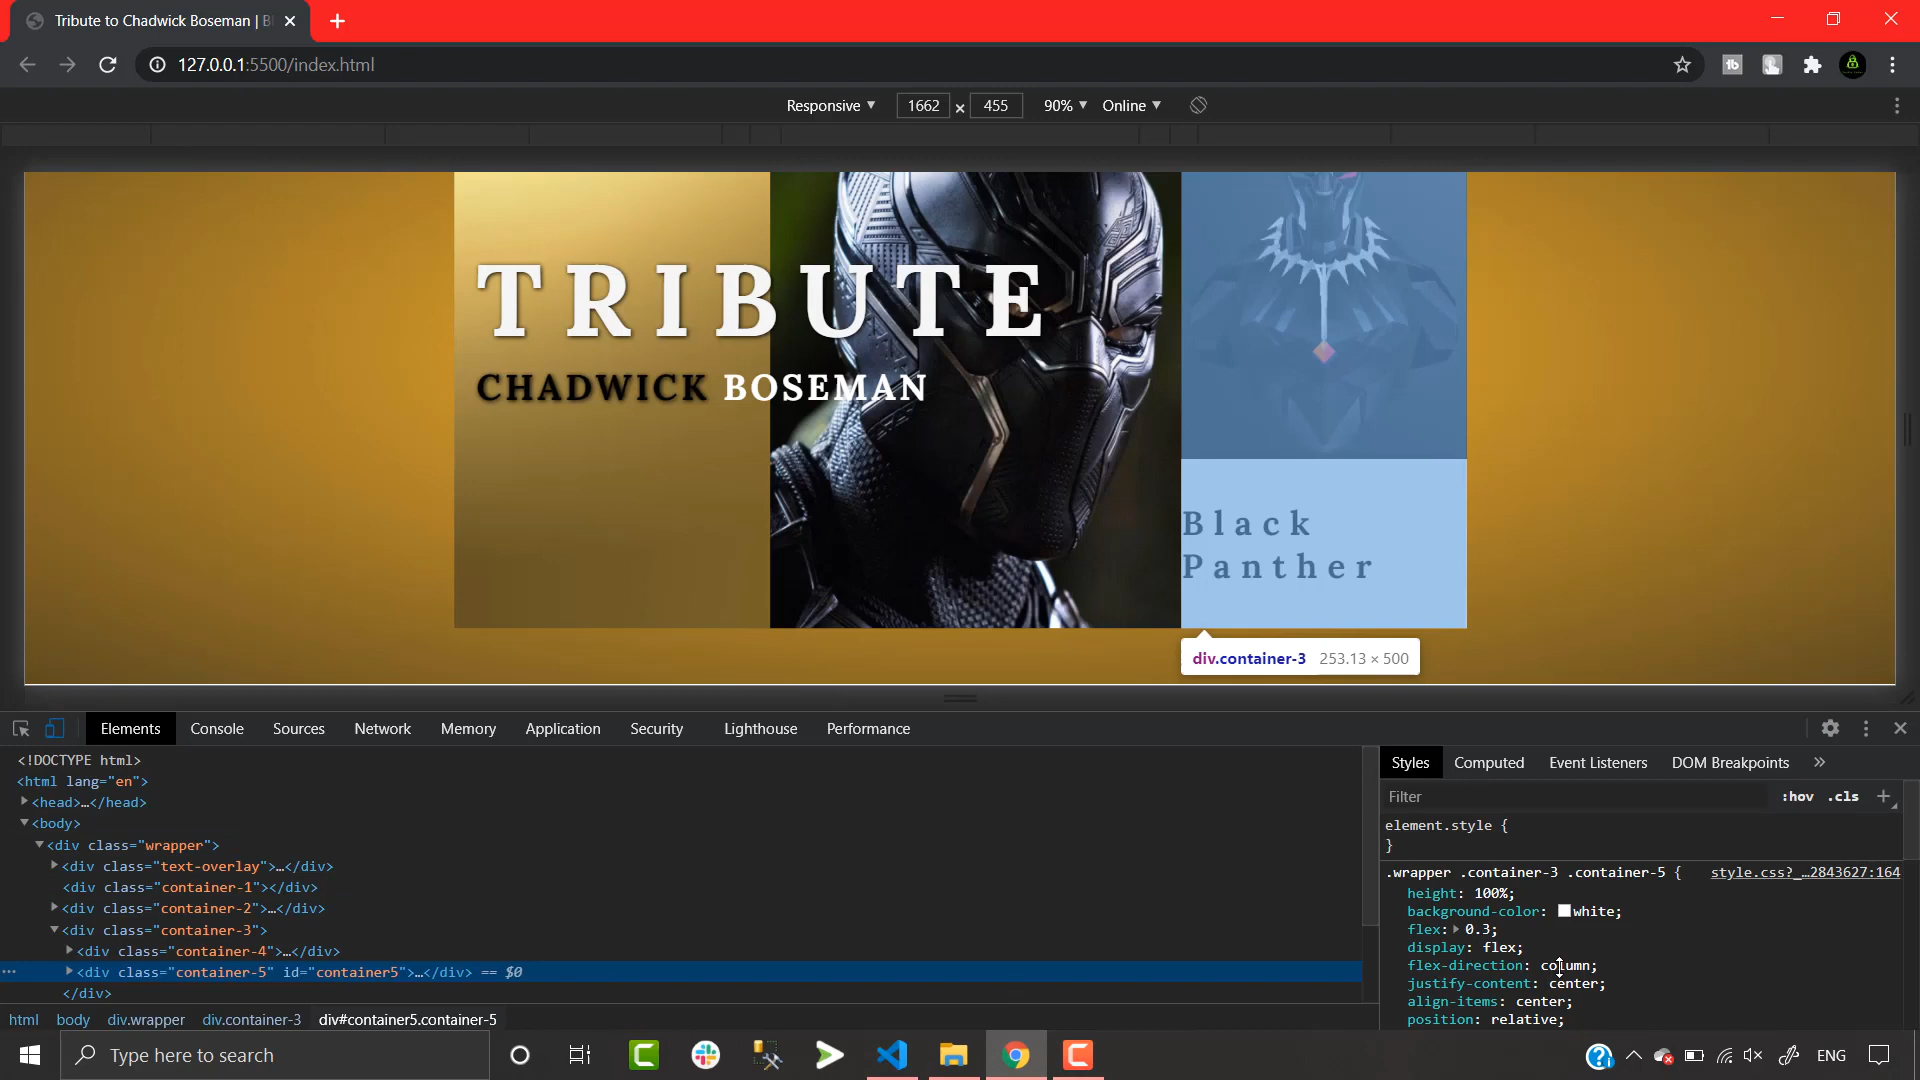 Tribute to Chadwick Boseman | Bl
127.0.0.1:5500/index.html
Responsive 1662 × 455 90% Online
TRIBUTE
CHADWICK BOSEMAN
Black
Panther
div.container-3 253.13 × 500
Elements Console Sources Network Memory Application Security Lighthouse Performance
<!DOCTYPE html>
<html lang="en">
<head>…</head>
<body>
<div class="wrapper">
<div class="text-overlay">…</div>
<div class="container-1"></div>
<div class="container-2">…</div>
<div class="container-3">
<div class="container-4">…</div>
<div class="container-5" id="container5">…</div> == $0
</div>
html body div.wrapper div.container-3 div#container5.container-5
Styles Computed Event Listeners DOM Breakpoints »
Filter :hov .cls +
element.style {
}
.wrapper .container-3 .container-5 { style.css?_…2843627:164
height: 100%;
background-color: white;
flex: 0.3;
display: flex;
flex-direction: column;
justify-content: center;
align-items: center;
position: relative;
Type here to search
ENG